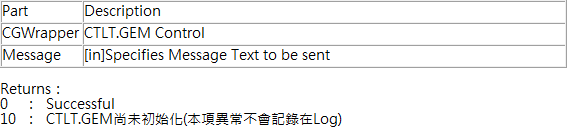 Part Description
CGWrapper CTLT.GEM Control
Message [in]Specifies Message Text to be sent
Returns :
0 : Successful
10 : CTLT.GEM尚未初始化(本項異常不會記錄在Log)